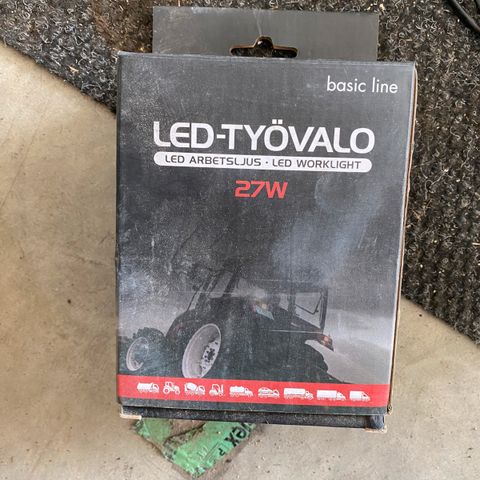 basic line
LED-TYÖVALO
LED ARBETSLJUS · LED WORKLIGHT
27W